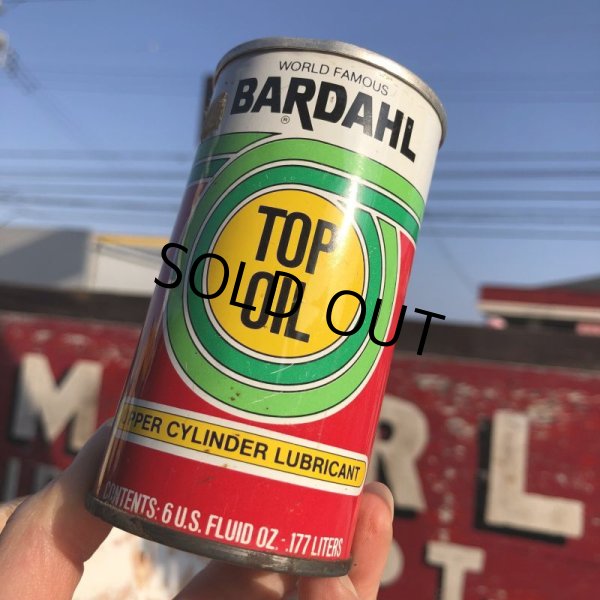 WORLD FAMOUS
BARDAHL
®
TOP
OIL
SOLD OUT
UPPER CYLINDER LUBRICANT
CONTENTS: 6 U.S. FLUID OZ.-.177 LITERS
M
R L
T